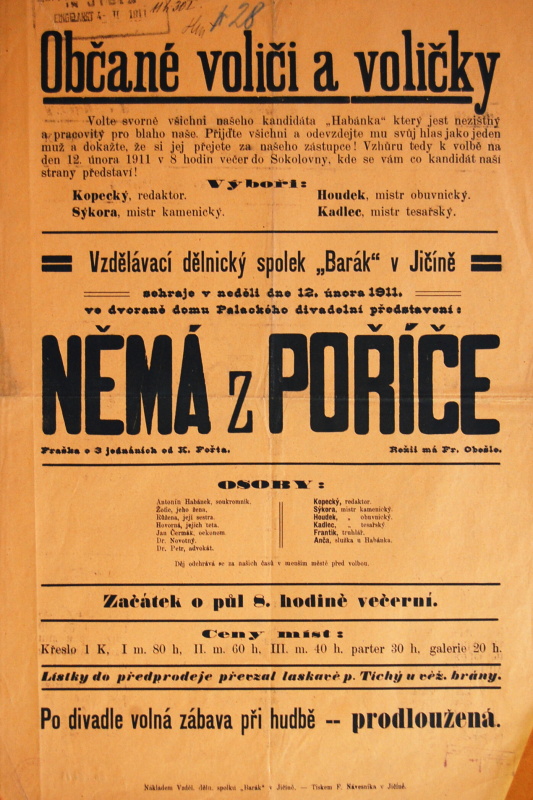 4 II 1911
A 28
Občané voliči a voličky
Volte svorně všichni našeho kandidáta „Habánka“ který jest nezištný
a pracovitý pro blaho naše. Přijďte všichni a odevzdejte mu svůj hlas jako jeden
muž a dokažte, že si jej přejete za našeho zástupce! Vzhůru tedy k volbě na
den 12. února 1911 v 8 hodin večer do Sokolovny, kde se vám co kandidát naší
strany představí!
Výboři:
Kopecký, redaktor. Houdek, mistr obuvnický.
Sýkora, mistr kamenický. Kadlec, mistr tesařský.
Vzdělávací dělnický spolek „Barák“ v Jičíně
sehraje v neděli dne 12. února 1911.
ve dvoraně domu Palackého divadelní představení:
NĚMÁ z POŘÍČE
Fraška o 3 jednáních od K. Fořta. Režii má Fr. Obešlo.
OSOBY:
Antonín Habánek, soukromník. Kopecký, redaktor.
Žofie, jeho žena. Sýkora, mistr kamenický.
Růžena, její sestra. Houdek, „ obuvnický.
Hovorná, jejich teta. Kadlec, „ tesařský
Jan Čermák, oekonom. Frantík, truhlář.
Dr. Novotný. Anča, služka u Habánka.
Dr. Petr, advokát.
Děj odehrává se za našich časů v menším městě před volbou.
Začátek o půl 8. hodině večerní.
Ceny míst:
Křeslo 1 K, I m. 80 h, II. m. 60 h, III. m. 40 h. parter 30 h, galerie 20 h.
Lístky do předprodeje převzal laskavě p. Tichý u věž. brány.
Po divadle volná zábava při hudbě -- prodloužená.
Nákladem Vzděl. děln. spolku „Barák“ v Jičíně. — Tiskem F. Návesníka v Jičíně.